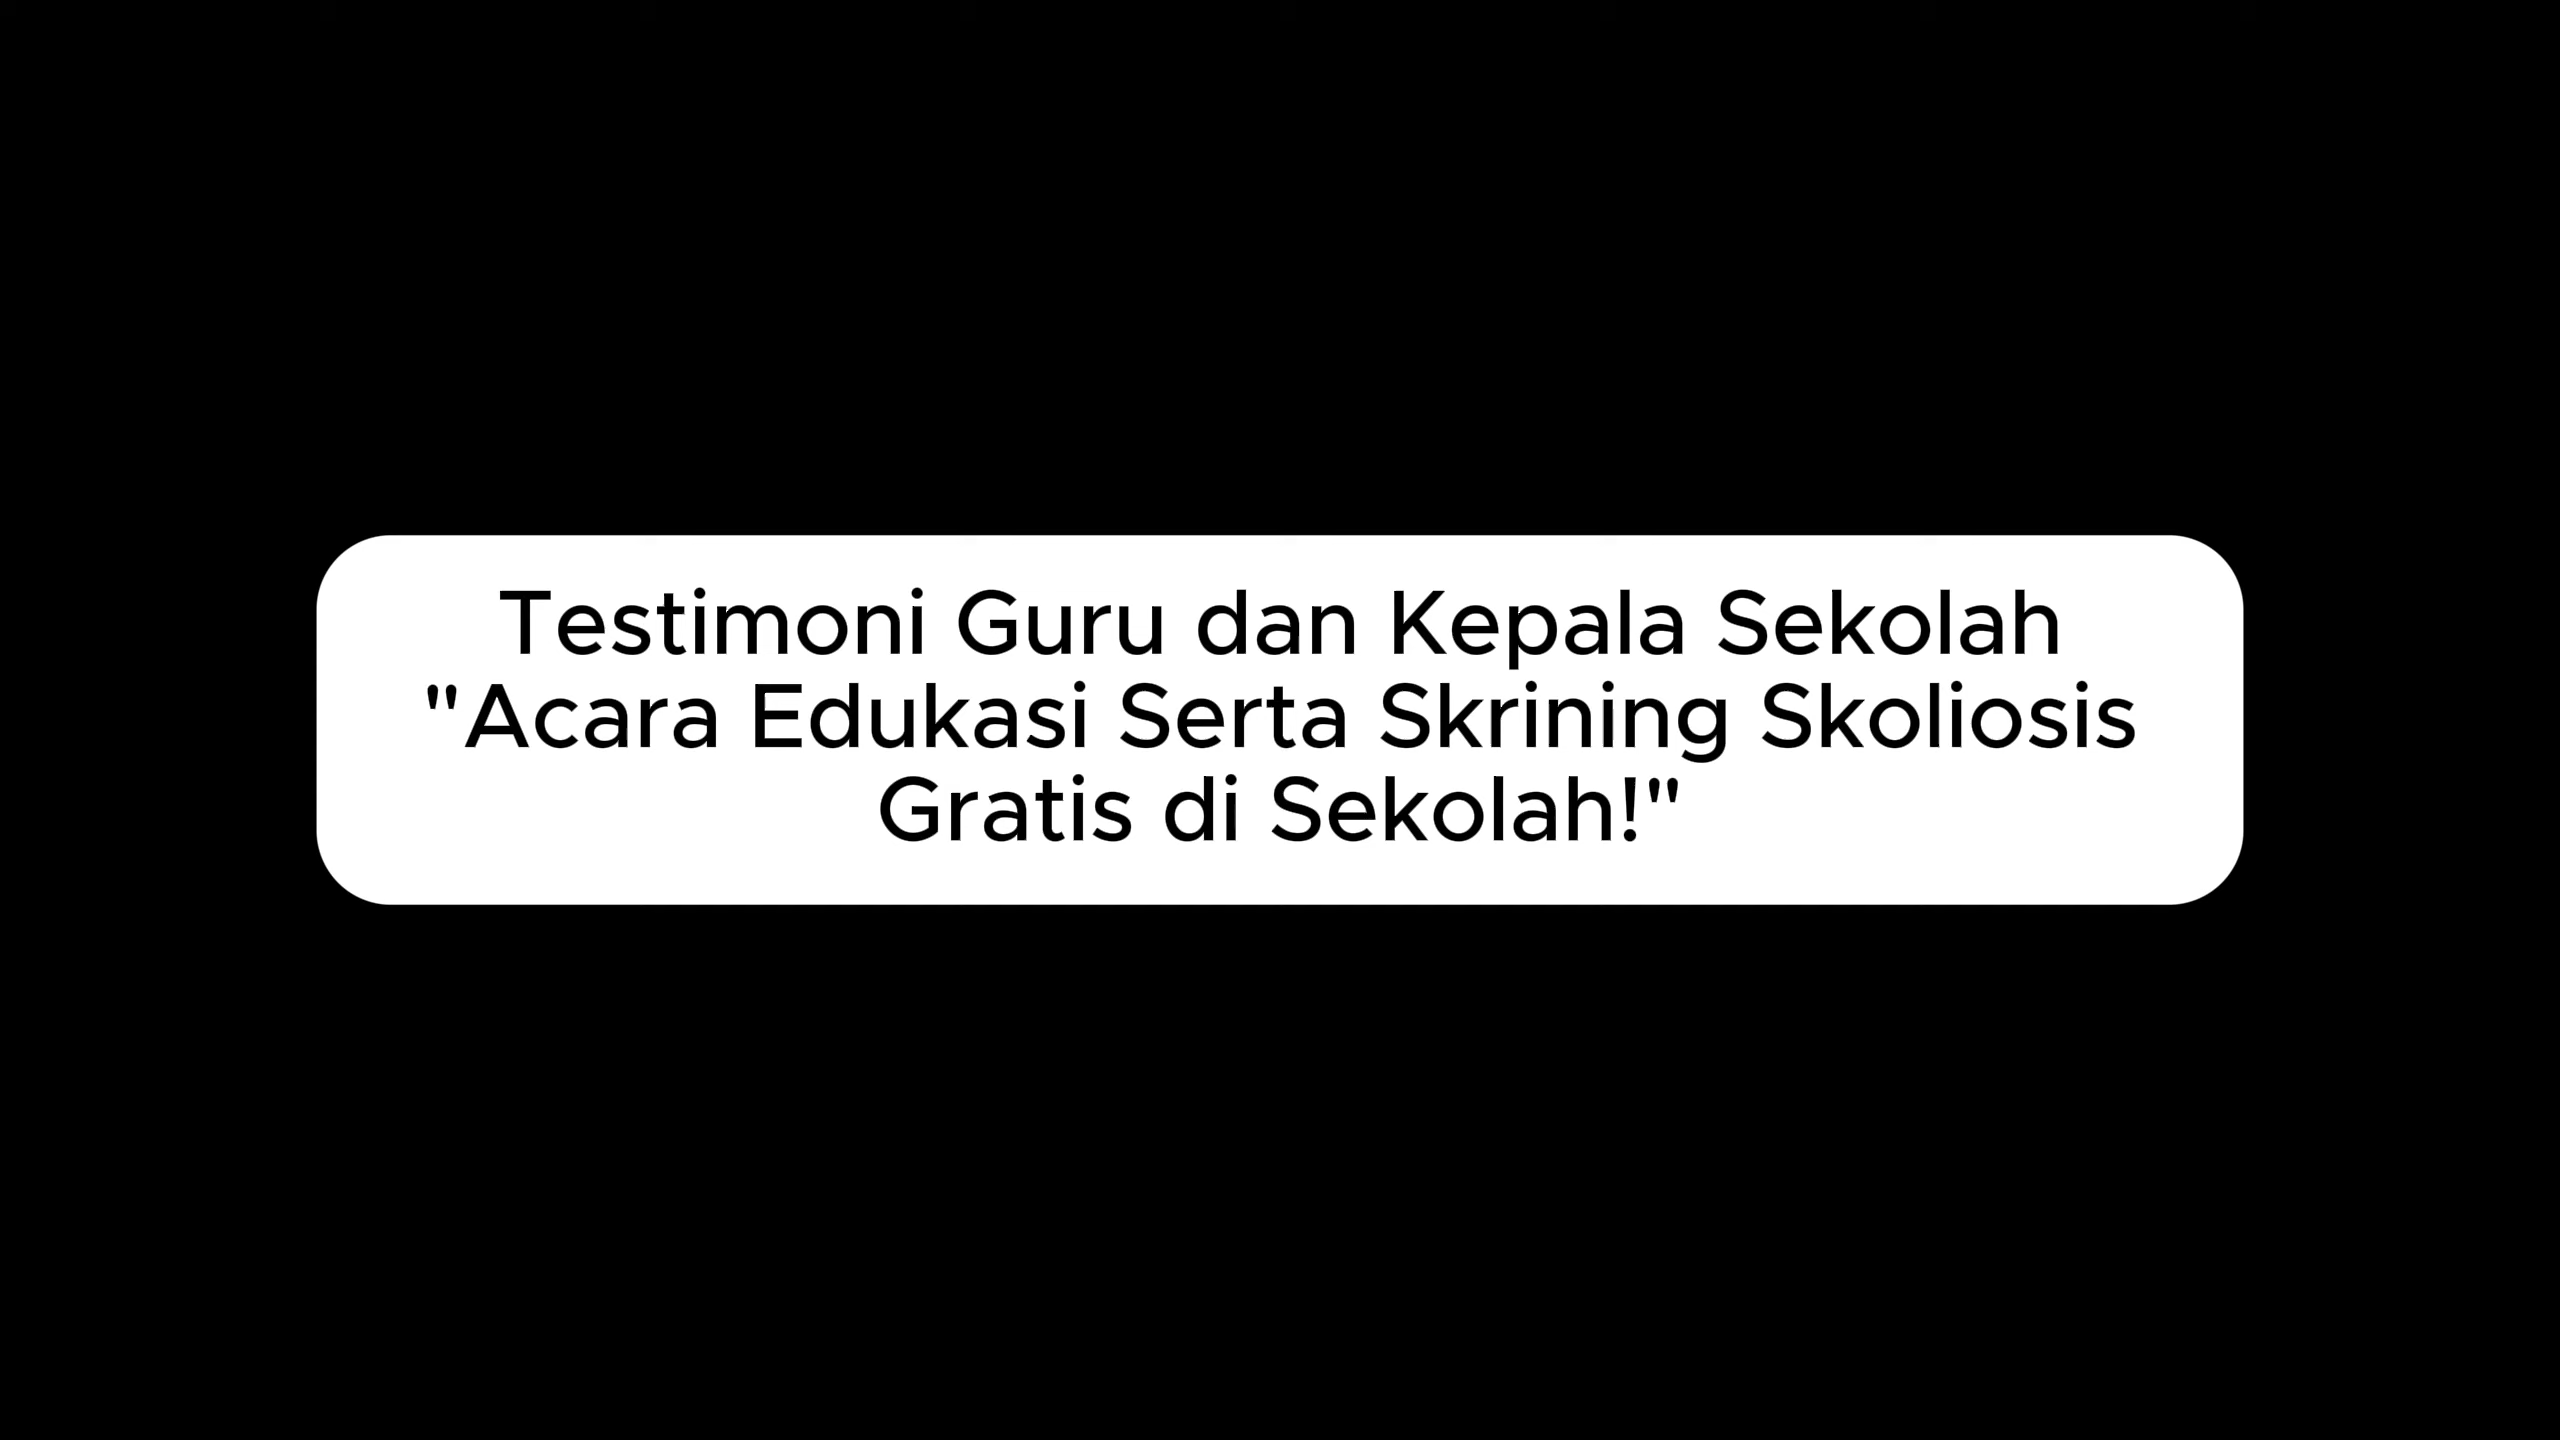 Testimoni Guru dan Kepala Sekolah
"Acara Edukasi Serta Skrining Skoliosis
Gratis di Sekolah!"